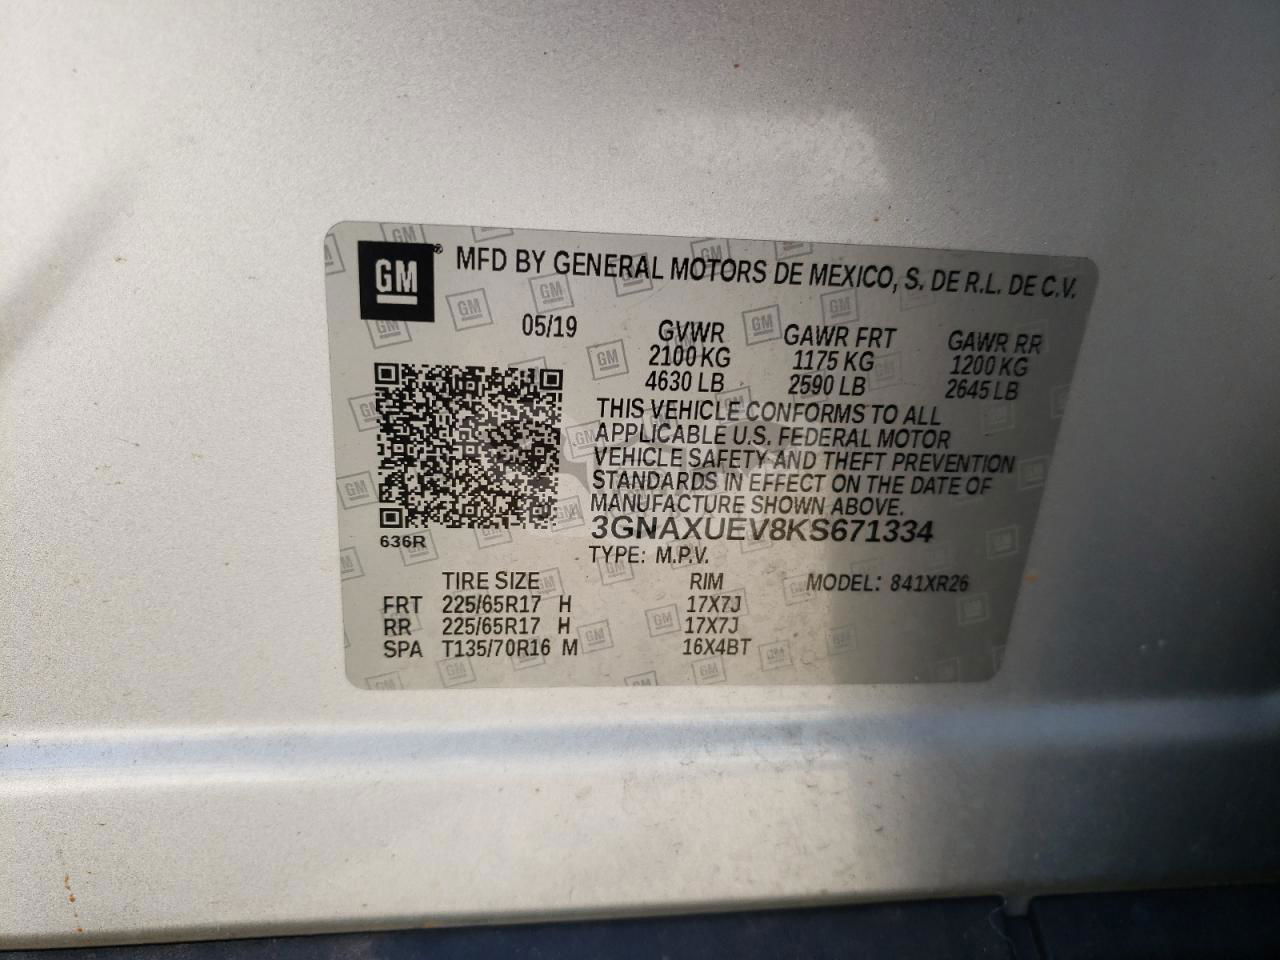 GM® MFD BY GENERAL MOTORS DE MEXICO, S. DE R.L. DE C.V.
05/19 GVWR GAWR FRT GAWR RR
2100 KG 1175 KG 1200 KG
4630 LB 2590 LB 2645 LB
THIS VEHICLE CONFORMS TO ALL
APPLICABLE U.S. FEDERAL MOTOR
VEHICLE SAFETY AND THEFT PREVENTION
STANDARDS IN EFFECT ON THE DATE OF
MANUFACTURE SHOWN ABOVE.
3GNAXUEV8KS671334
636R
TYPE: M.P.V.
TIRE SIZE RIM MODEL: 841XR26
FRT 225/65R17 H 17X7J
RR 225/65R17 H 17X7J
SPA T135/70R16 M 16X4BT